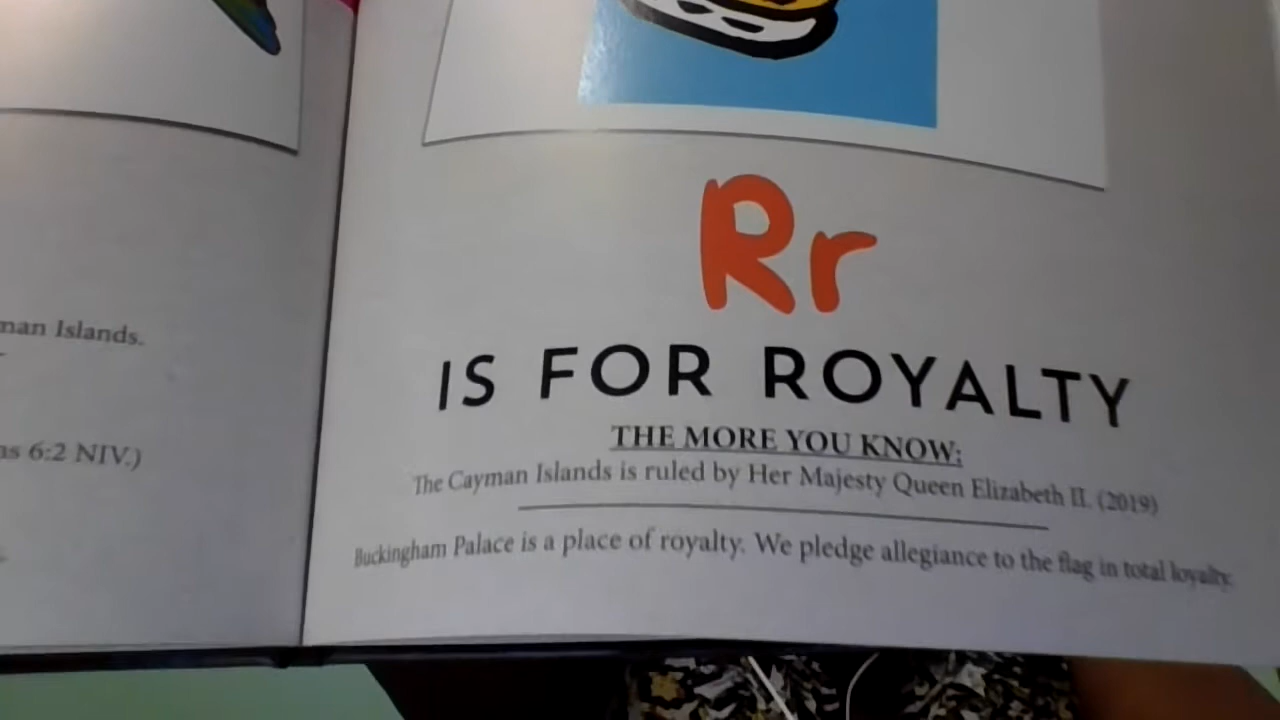 man Islands.
as 6:2 NIV.)
Rr
IS FOR ROYALTY
THE MORE YOU KNOW:
The Cayman Islands is ruled by Her Majesty Queen Elizabeth II. (2019)
Buckingham Palace is a place of royalty. We pledge allegiance to the flag in total loyalty.